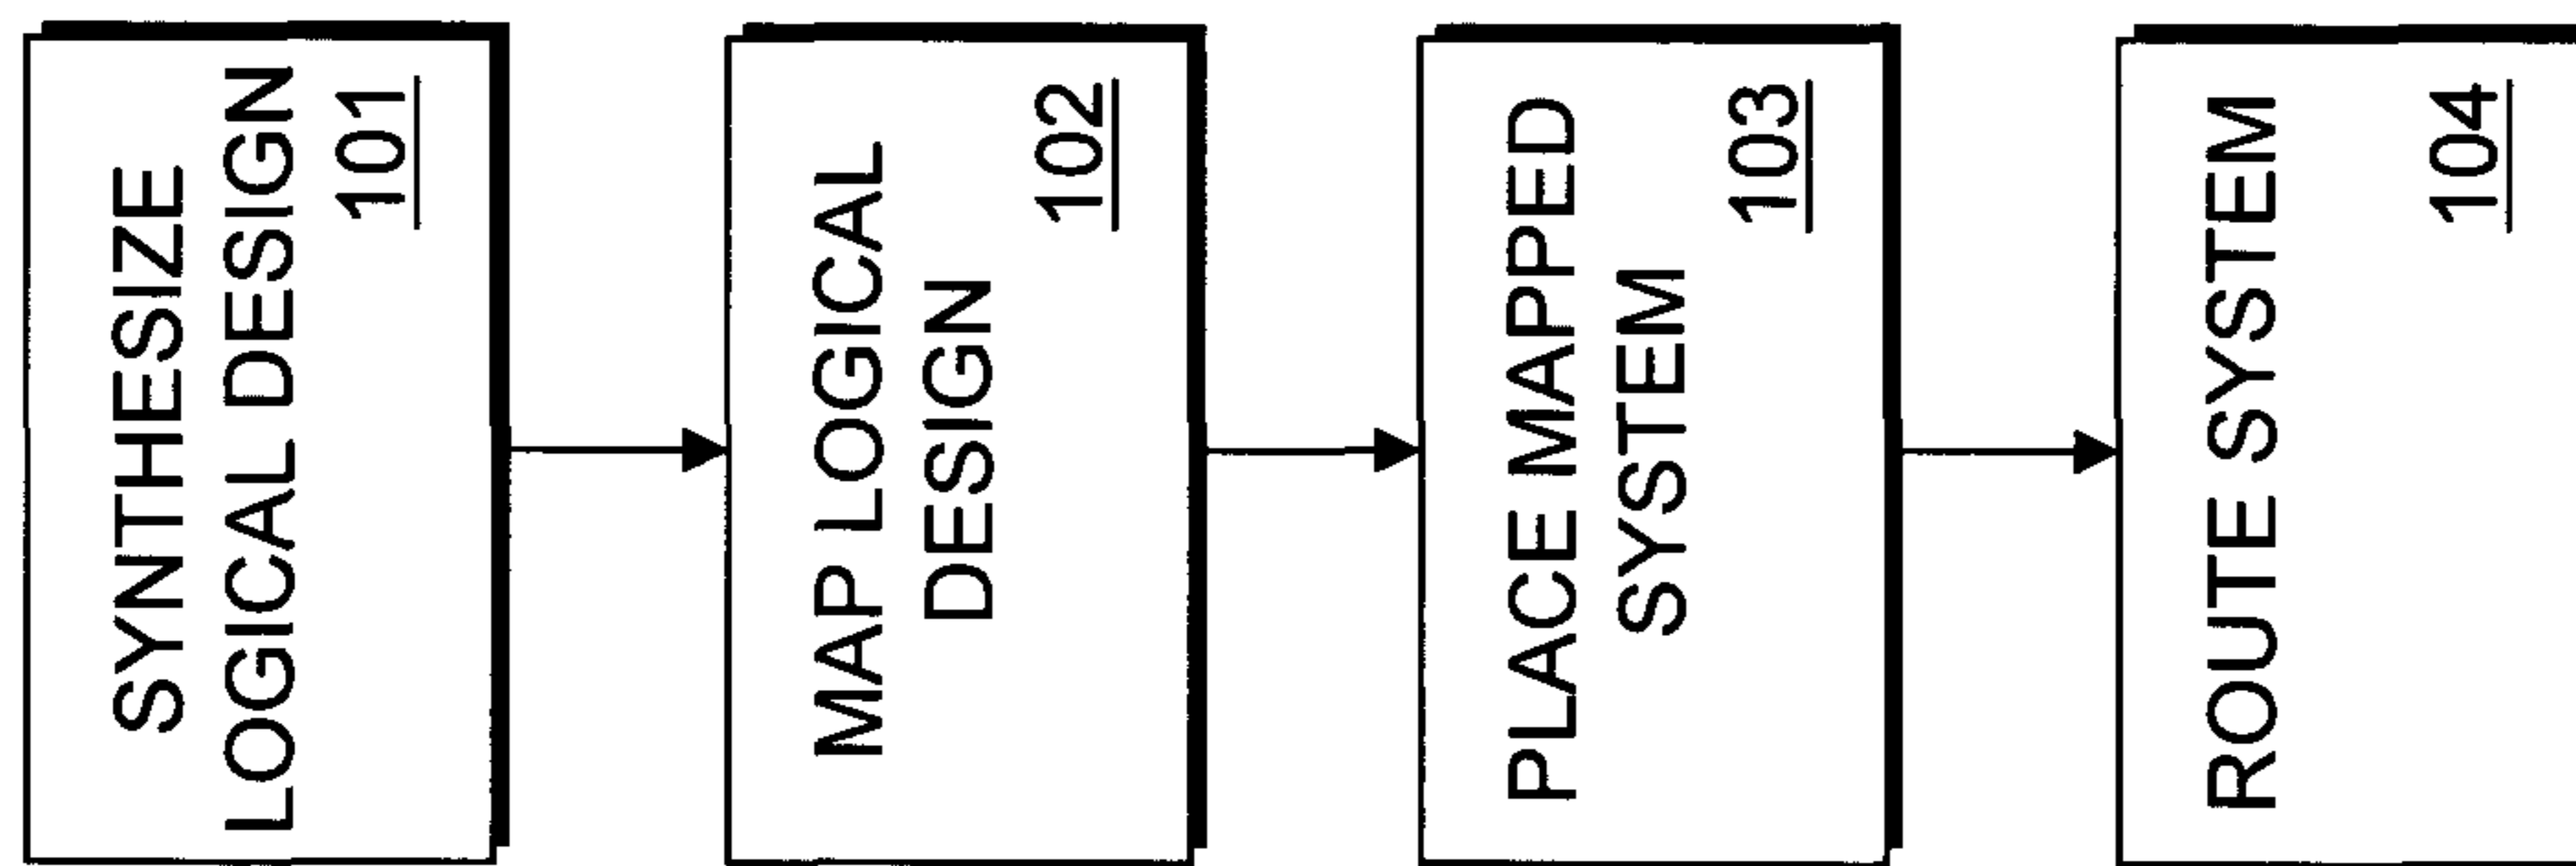 SYNTHESIZE
LOGICAL DESIGN
101
MAP LOGICAL
DESIGN
102
PLACE MAPPED
SYSTEM
103
ROUTE SYSTEM
104